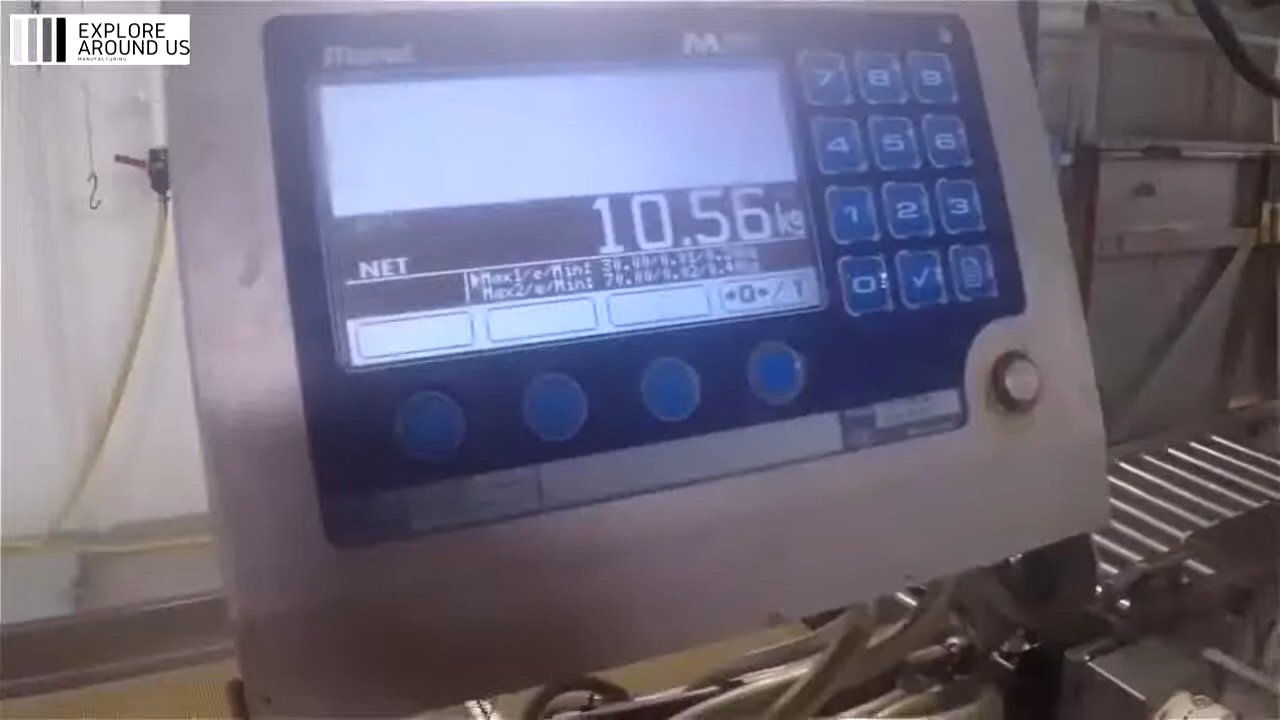 EXPLORE
AROUND US
MANUFACTURING
7 8 9
4 5 6
1 2 3
0
10.56 kg
NET
Max1/e/Min:
Max2/e/Min:
/ T